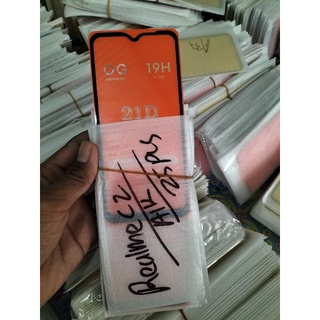 OG 19H
21D
Realme C2
A1K
25 pcs